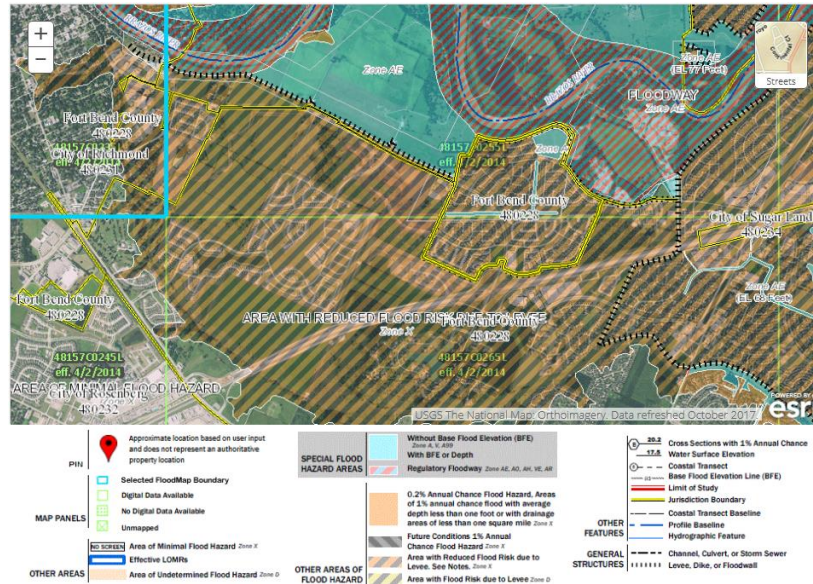 +
BRAZOS RIVER
Zone AE
Zone AE
(EL 77 Feet)
Streets
BRAZOS RIVER
FLOODWAY
Zone AE
Fort Bend County
480228
City of Richmond
480231
eff. 4/2/2014
48157C0255L
eff. 4/2/2014
Fort Bend County
480228
City of Sugar Land
480234
Zone AE
(EL 68 Feet)
Fort Bend County
480228
AREA WITH REDUCED FLOOD RISK DUE TO LEVEE
Zone X
Fort Bend County
480228
48157C0245L
eff. 4/2/2014
48157C0265L
eff. 4/2/2014
AREA OF MINIMAL FLOOD HAZARD
Zone X
City of Rosenberg
480232
POWERED BY
esri
USGS The National Map: Orthoimagery. Data refreshed October 2017.
PIN
Approximate location based on user input
and does not represent an authoritative
property location
MAP PANELS
Selected FloodMap Boundary
Digital Data Available
No Digital Data Available
Unmapped
OTHER AREAS
NO SCREEN Area of Minimal Flood Hazard Zone X
Effective LOMRs
Area of Undetermined Flood Hazard Zone D
SPECIAL FLOOD
HAZARD AREAS
Without Base Flood Elevation (BFE)
Zone A, V, A99
With BFE or Depth
Regulatory Floodway Zone AE, AO, AH, VE, AR
OTHER AREAS OF
FLOOD HAZARD
0.2% Annual Chance Flood Hazard, Areas
of 1% annual chance flood with average
depth less than one foot or with drainage
areas of less than one square mile Zone X
Future Conditions 1% Annual
Chance Flood Hazard Zone X
Area with Reduced Flood Risk due to
Levee. See Notes. Zone X
Area with Flood Risk due to Levee Zone D
OTHER
FEATURES
20.2 Cross Sections with 1% Annual Chance
17.5 Water Surface Elevation
Coastal Transect
Base Flood Elevation Line (BFE)
Limit of Study
Jurisdiction Boundary
Coastal Transect Baseline
Profile Baseline
Hydrographic Feature
GENERAL
STRUCTURES
Channel, Culvert, or Storm Sewer
Levee, Dike, or Floodwall